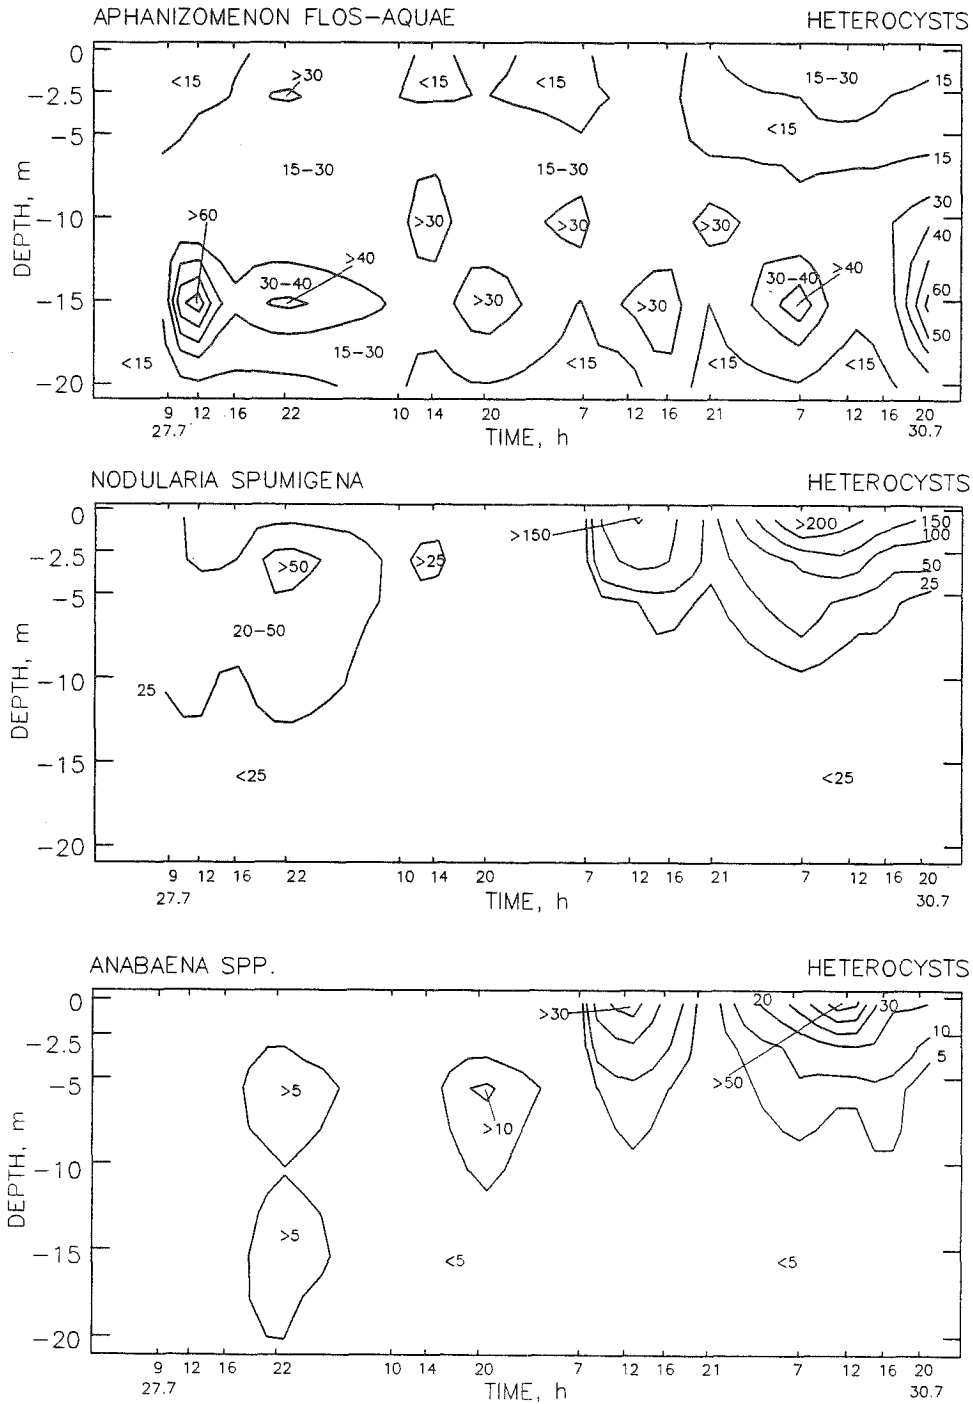 APHANIZOMENON FLOS-AQUAE HETEROCYSTS
0
<15 >30 <15 <15 15-30 15
-2.5
-5 <15
15-30 15-30 15
DEPTH, m
30
-10 >60 >30 >30 >30 40
>40 30-40 >40
30-40
-15 >30 >30 60
50
<15 15-30 <15 <15 <15
-20
9 12 16 22 10 14 20 7 12 16 21 7 12 16 20
27.7 TIME, h 30.7
NODULARIA SPUMIGENA HETEROCYSTS
0
>150 >200 150
100
-2.5 >50 >25 50
25
-5
20-50
DEPTH, m
-10 25
-15 <25 <25
-20
9 12 16 22 10 14 20 7 12 16 21 7 12 16 20
27.7 TIME, h 30.7
ANABAENA SPP. HETEROCYSTS
0 20 30
>30
-2.5 10
5
-5 >5 >50
>10
DEPTH, m
-10
>5
-15 <5 <5
-20
9 12 16 22 10 14 20 7 12 16 21 7 12 16 20
27.7 TIME, h 30.7